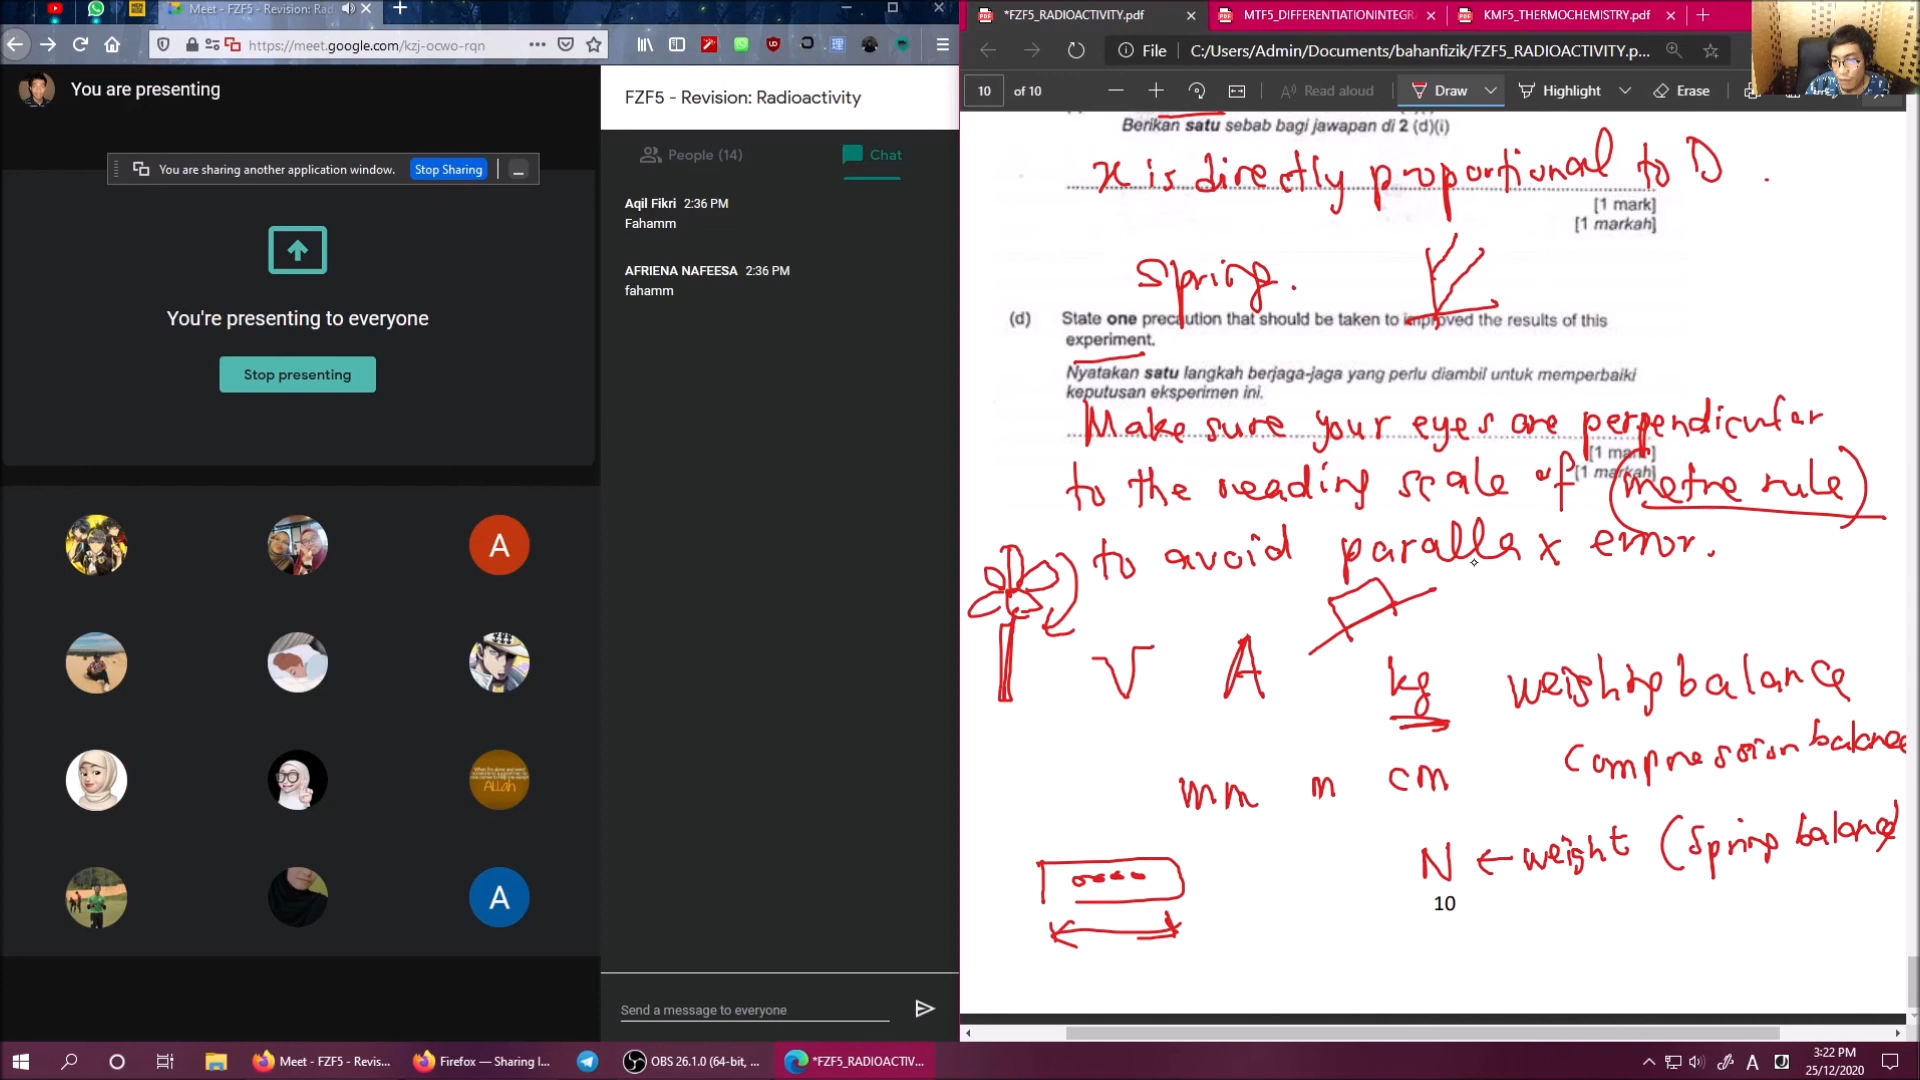 Meet - FZF5 - Revision: Rad
https://meet.google.com/kzj-ocwo-rqn
You are presenting
You are sharing another application window.
Stop Sharing
You're presenting to everyone
Stop presenting
A
A
ALLAH
FZF5 - Revision: Radioactivity
People (14)
Chat
Aqil Fikri 2:36 PM
Fahamm
AFRIENA NAFEESA 2:36 PM
fahamm
Send a message to everyone
*FZF5_RADIOACTIVITY.pdf
MTF5_DIFFERENTIATIONINTEGR
KMF5_THERMOCHEMISTRY.pdf
File
C:/Users/Admin/Documents/bahanfizik/FZF5_RADIOACTIVITY.p...
10 of 10
Read aloud
Draw
Highlight
Erase
Berikan satu sebab bagi jawapan di 2 (d)(i)
x is directly proportional to D.
[1 mark]
[1 markah]
Spring.
(d) State one precaution that should be taken to improved the results of this
experiment.
Nyatakan satu langkah berjaga-jaga yang perlu diambil untuk memperbaiki
keputusan eksperimen ini.
Make sure your eyes are perpendicular
[1 mark]
[1 markah]
to the reading scale of (metre rule)
to avoid parallax error.
V A kg weighing balance
compression balance
mm m cm
N ← weight (spring balance
10
Meet - FZF5 - Revis...
Firefox — Sharing I...
OBS 26.1.0 (64-bit, ...
*FZF5_RADIOACTIV...
A
3:22 PM
25/12/2020